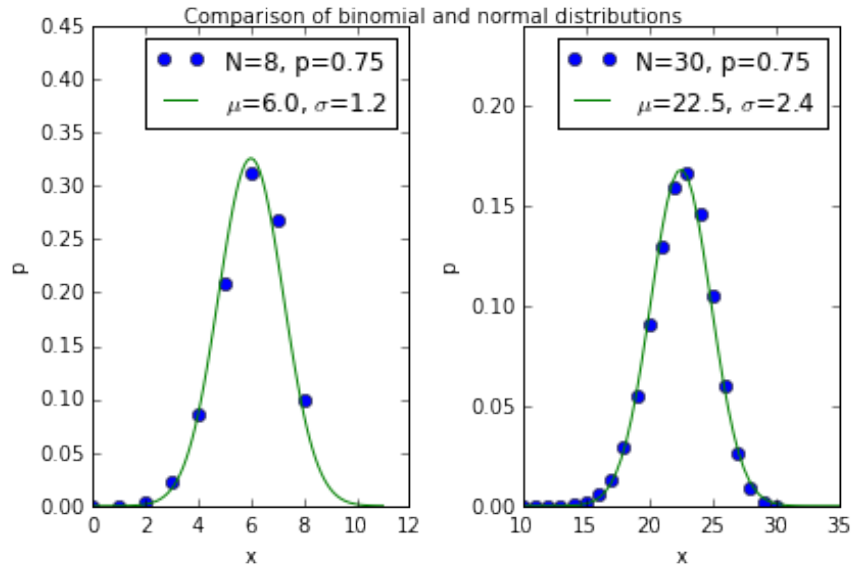 Comparison of binomial and normal distributions
0.45
0.40
0.35
0.30
0.25
0.20
0.15
0.10
0.05
0.00
p
N=8, p=0.75
μ=6.0, σ=1.2
0 2 4 6 8 10 12
x
0.20
0.15
0.10
0.05
0.00
p
N=30, p=0.75
μ=22.5, σ=2.4
10 15 20 25 30 35
x